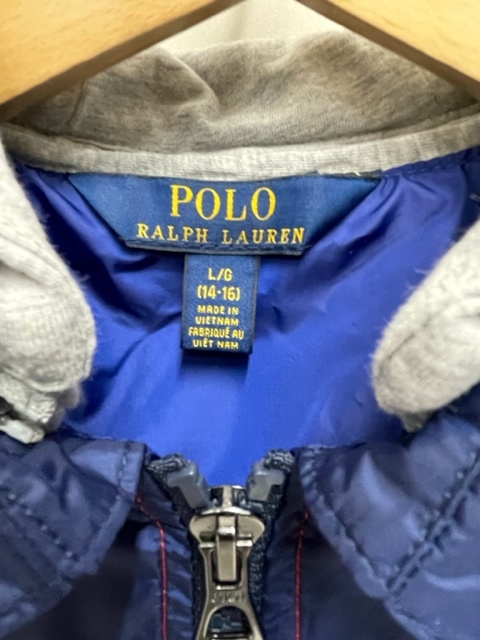 POLO
RALPH LAUREN
L/G
(14-16)
MADE IN
VIETNAM
FABRIQUÉ AU
VIÊT NAM